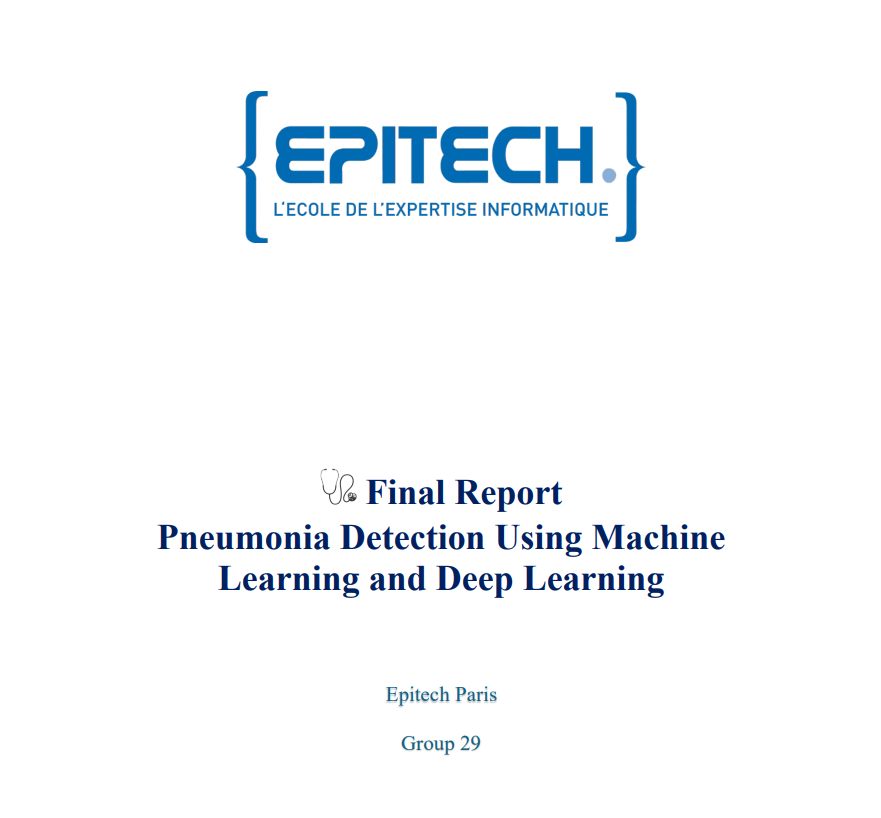 EPITECH.
L'ECOLE DE L'EXPERTISE INFORMATIQUE
Final Report
Pneumonia Detection Using Machine
Learning and Deep Learning
Epitech Paris
Group 29